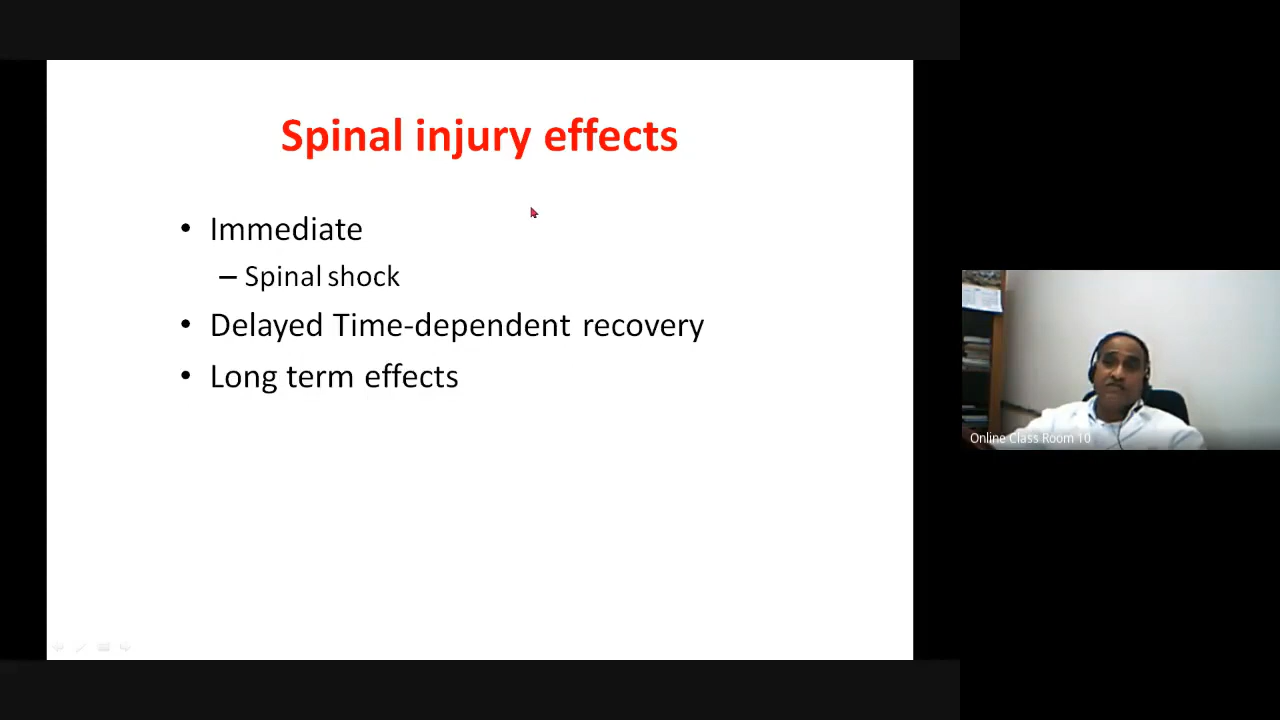 Spinal injury effects
• Immediate
– Spinal shock
• Delayed Time-dependent recovery
• Long term effects
Online Class Room 10